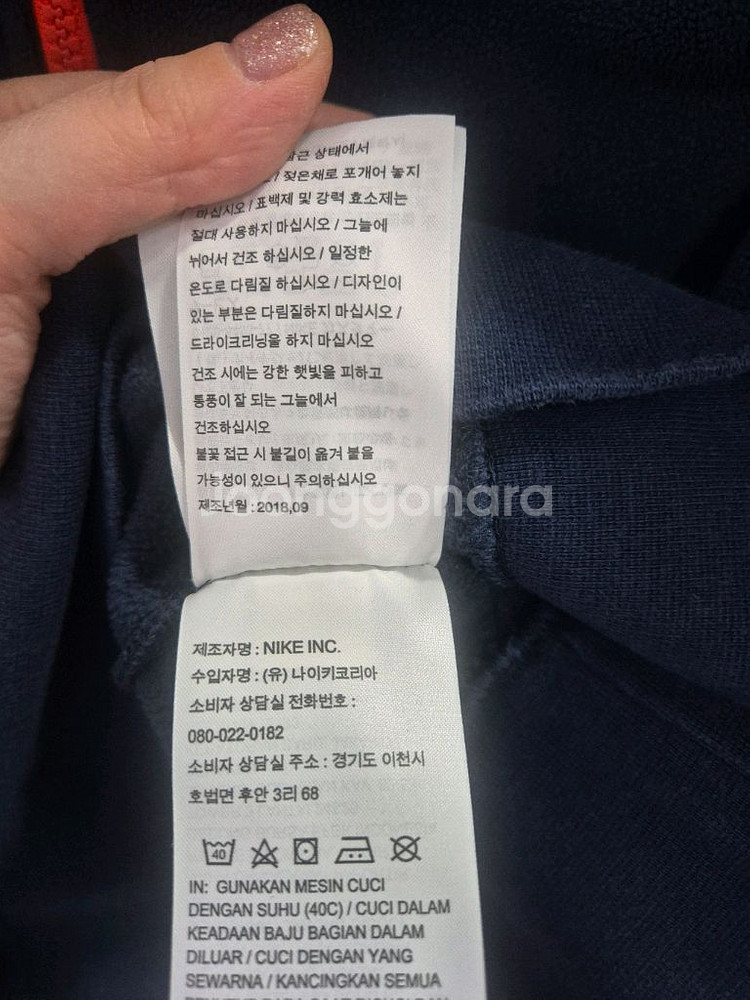 상태에서
젖은채로 포개어 놓지
마십시오 / 표백제 및 강력 효소제는
절대 사용하지 마십시오 / 그늘에
뉘어서 건조 하십시오 / 일정한
온도로 다림질 하십시오 / 디자인이
있는 부분은 다림질하지 마십시오 /
드라이크리닝을 하지 마십시오
건조 시에는 강한 햇빛을 피하고
통풍이 잘 되는 그늘에서
건조하십시오
불꽃 접근 시 불길이 옮겨 붙을
가능성이 있으니 주의하십시오
제조년월 : 2018,09
joonggonara
제조자명 : NIKE INC.
수입자명 : (유) 나이키코리아
소비자 상담실 전화번호 :
080-022-0182
소비자 상담실 주소 : 경기도 이천시
호법면 후안 3리 68
40
IN: GUNAKAN MESIN CUCI
DENGAN SUHU (40C) / CUCI DALAM
KEADAAN BAJU BAGIAN DALAM
DILUAR / CUCI DENGAN YANG
SEWARNA / KANCINGKAN SEMUA